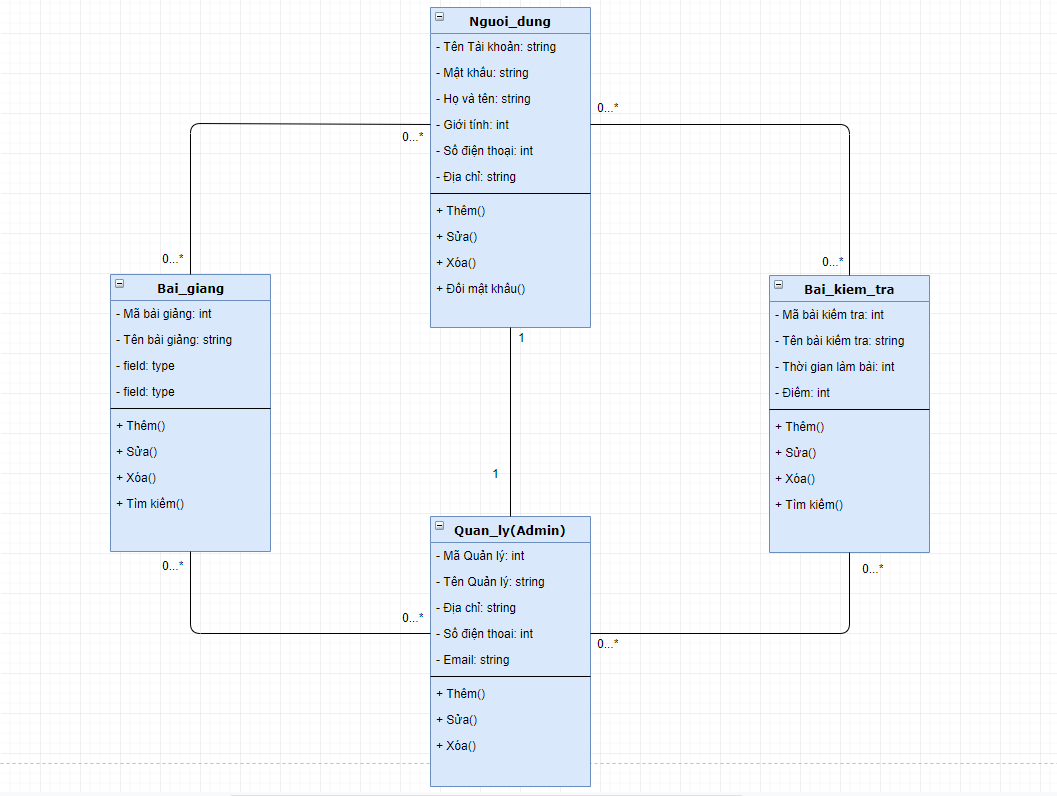 Nguoi_dung
- Tên Tài khoản: string
- Mật khẩu: string
- Họ và tên: string
- Giới tính: int
- Số điện thoại: int
- Địa chỉ: string
+ Thêm()
+ Sửa()
+ Xóa()
+ Đổi mật khẩu()
0...*
0...*
0...*
0...*
Bai_giang
- Mã bài giảng: int
- Tên bài giảng: string
- field: type
- field: type
+ Thêm()
+ Sửa()
+ Xóa()
+ Tìm kiếm()
Bai_kiem_tra
- Mã bài kiểm tra: int
- Tên bài kiểm tra: string
- Thời gian làm bài: int
- Điểm: int
+ Thêm()
+ Sửa()
+ Xóa()
+ Tìm kiếm()
1
1
0...*
0...*
0...*
0...*
Quan_ly(Admin)
- Mã Quản lý: int
- Tên Quản lý: string
- Địa chỉ: string
- Số điện thoai: int
- Email: string
+ Thêm()
+ Sửa()
+ Xóa()